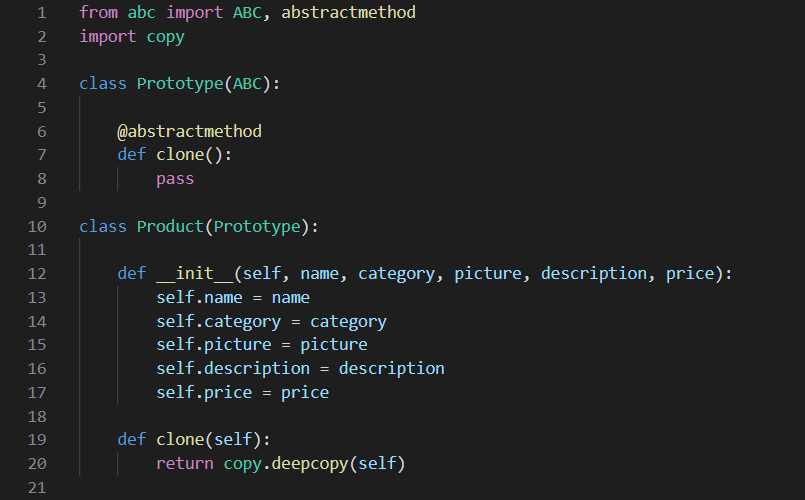 1 from abc import ABC, abstractmethod
2 import copy
3
4 class Prototype(ABC):
5
6     @abstractmethod
7     def clone():
8         pass
9
10 class Product(Prototype):
11
12     def __init__(self, name, category, picture, description, price):
13         self.name = name
14         self.category = category
15         self.picture = picture
16         self.description = description
17         self.price = price
18
19     def clone(self):
20         return copy.deepcopy(self)
21